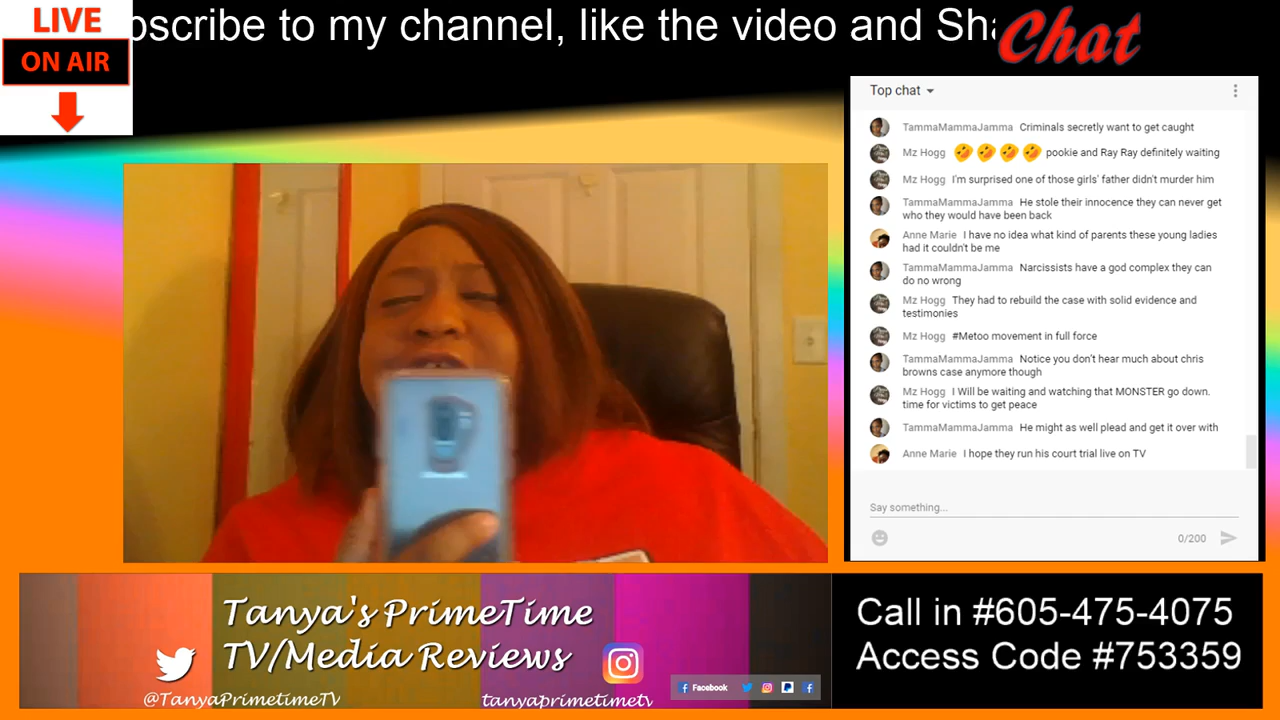 LIVE
ON AIR
bscribe to my channel, like the video and Sha
Chat
Top chat
TammaMammaJamma Criminals secretly want to get caught
Mz Hogg 🤣🤣🤣🤣 pookie and Ray Ray definitely waiting
Mz Hogg I'm surprised one of those girls' father didn't murder him
TammaMammaJamma He stole their innocence they can never get
who they would have been back
Anne Marie I have no idea what kind of parents these young ladies
had it couldn't be me
TammaMammaJamma Narcissists have a god complex they can
do no wrong
Mz Hogg They had to rebuild the case with solid evidence and
testimonies
Mz Hogg #Metoo movement in full force
TammaMammaJamma Notice you don't hear much about chris
browns case anymore though
Mz Hogg I Will be waiting and watching that MONSTER go down.
time for victims to get peace
TammaMammaJamma He might as well plead and get it over with
Anne Marie I hope they run his court trial live on TV
Say something...
0/200
Tanya's PrimeTime
TV/Media Reviews
@TanyaPrimetimeTV
tanyaprimetimetv
Facebook
Call in #605-475-4075
Access Code #753359